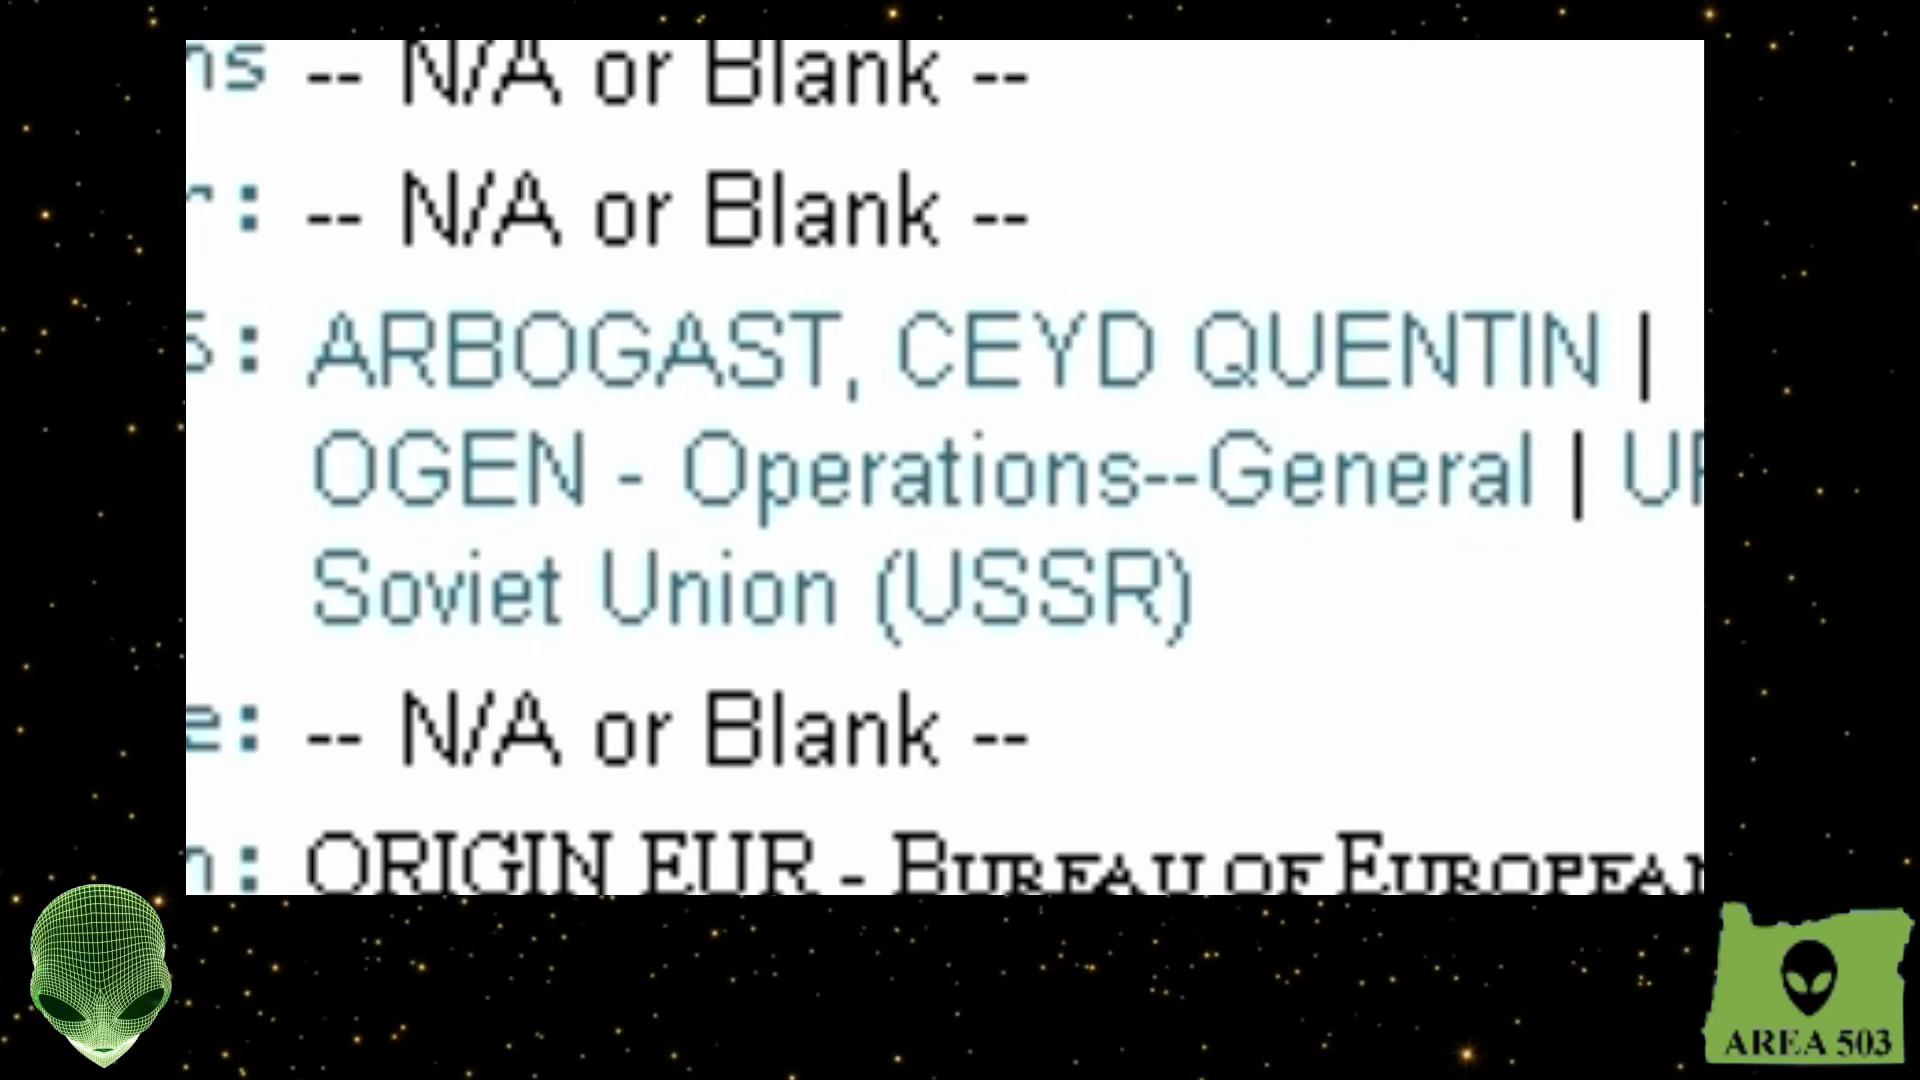 ns -- N/A or Blank --
r: -- N/A or Blank --
S: ARBOGAST, CEYD QUENTIN |
OGEN - Operations--General | UR
Soviet Union (USSR)
e: -- N/A or Blank --
n: ORIGIN EUR - BUREAU OF EUROPEAN
AREA 503